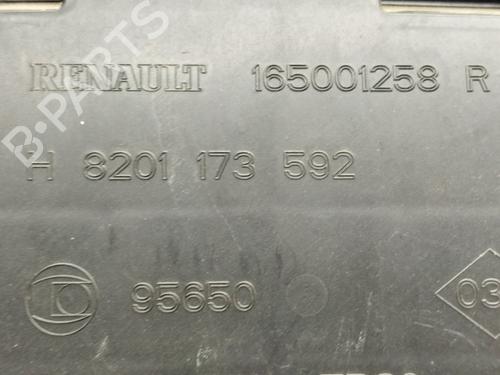 B-PARTS
RENAULT 165001258 R
H 8201 173 592
95650 03